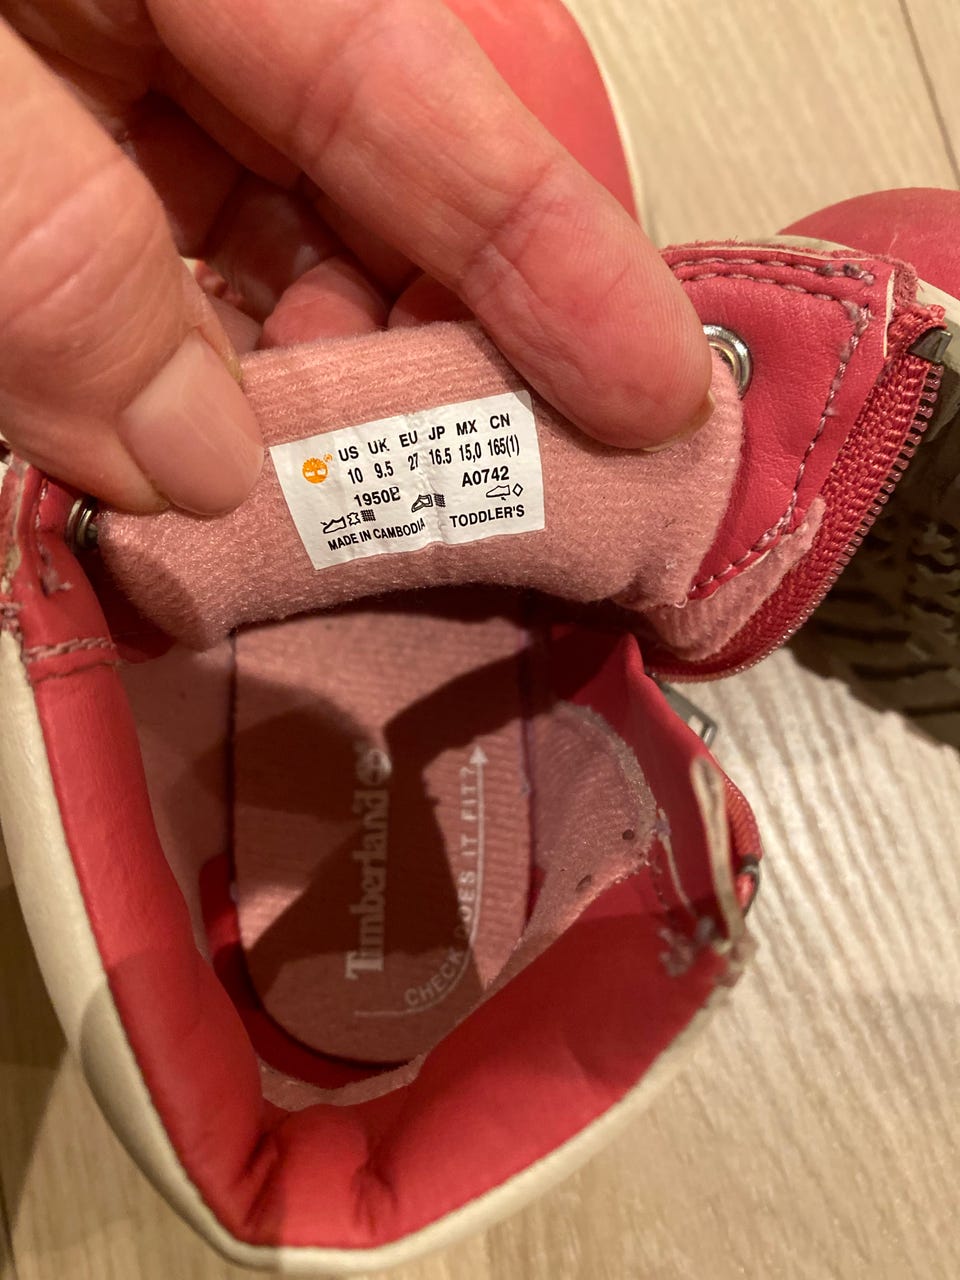 US UK EU JP MX CN
10 9.5 27 16.5 15,0 165(1)
1950B A0742
MADE IN CAMBODIA TODDLER'S
Timberland
CHECK DOES IT FIT?